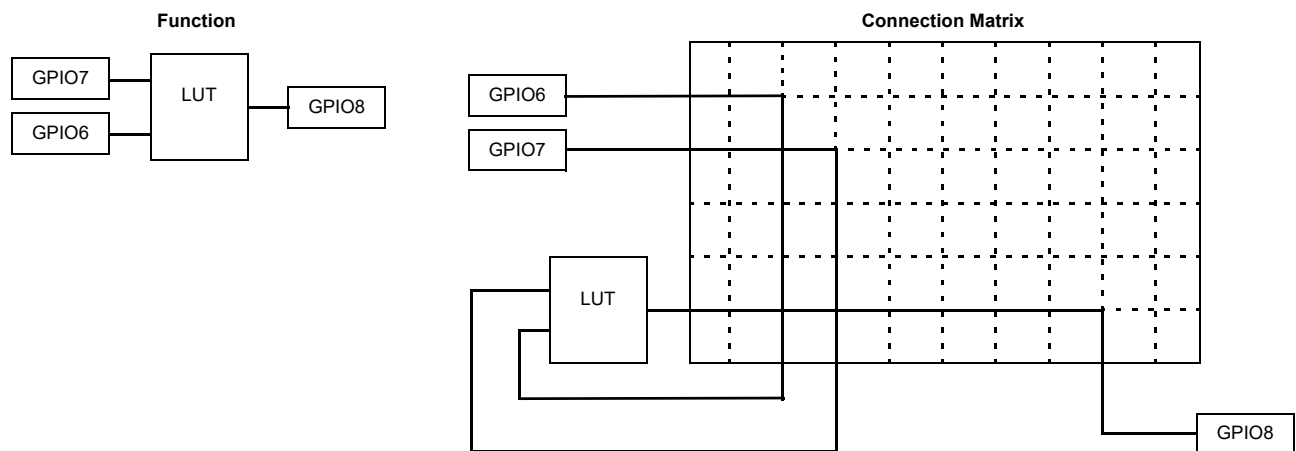 Function
GPIO7
GPIO6
LUT
GPIO8
Connection Matrix
GPIO6
GPIO7
LUT
GPIO8